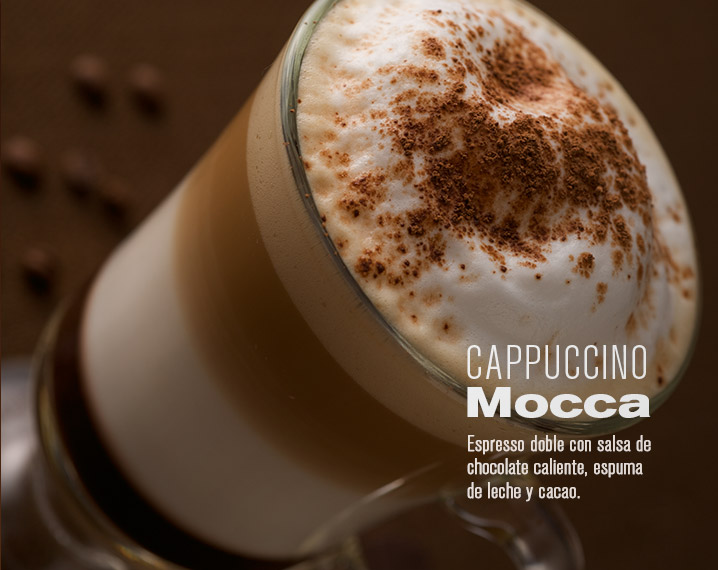 CAPPUCCINO
Mocca
Espresso doble con salsa de
chocolate caliente, espuma
de leche y cacao.